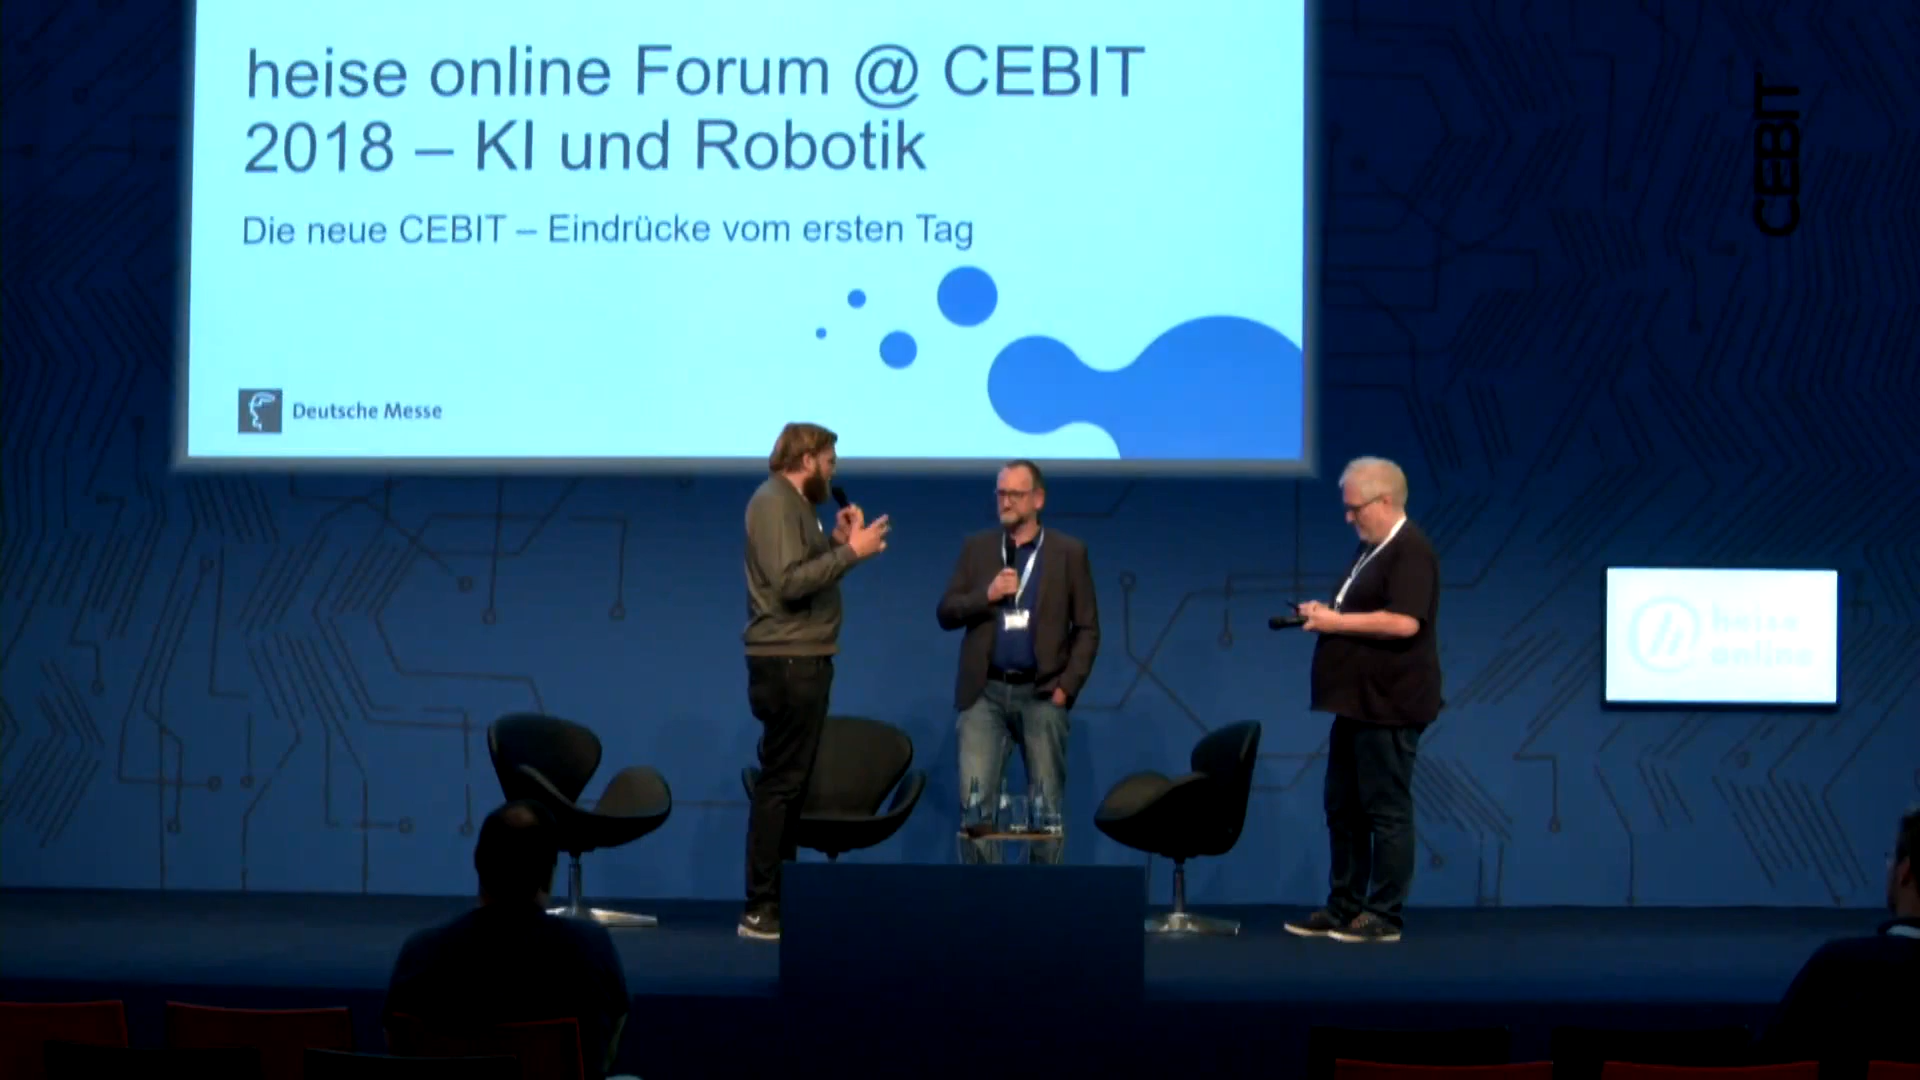 heise online Forum @ CEBIT
2018 – KI und Robotik
Die neue CEBIT – Eindrücke vom ersten Tag
Deutsche Messe
CEBIT
heise
online